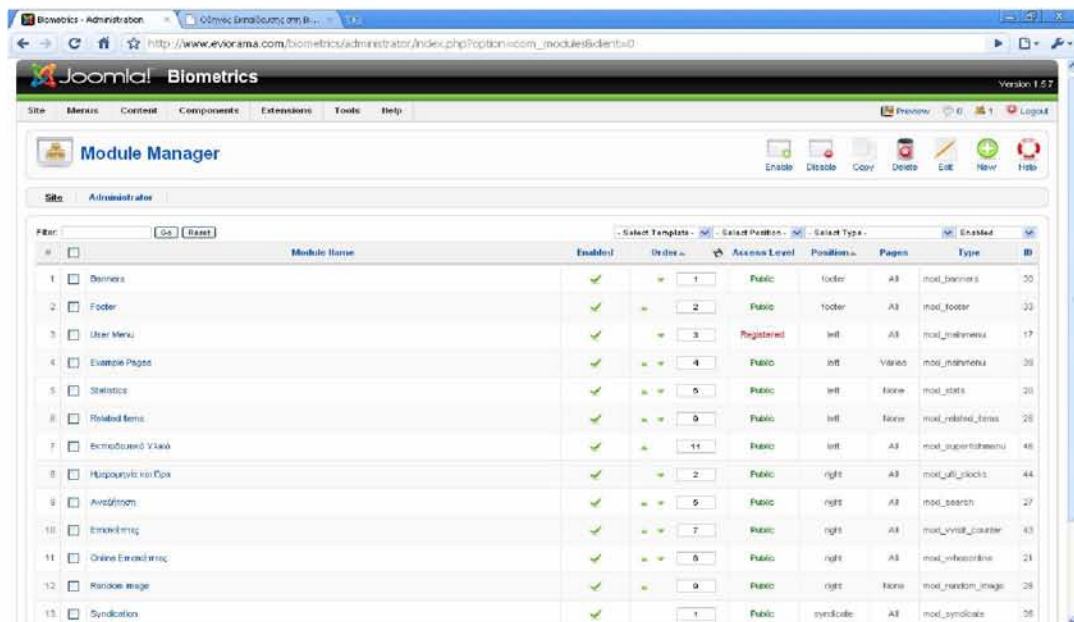 Biometrics - Administration
http://www.eviorama.com/biometrics/administrator/index.php?option=com_modules&client=0
Joomla! Biometrics
Version 1.5.7
Site Menus Content Components Extensions Tools Help Preview 0 1 Logout
Module Manager
Enable Disable Copy Delete Edit New Help
Site Administrator
Filter: Go Reset - Select Template - - Select Position - - Select Type - Enabled
# Module Name Enabled Order Access Level Position Pages Type ID
1 Banners 1 Public footer All mod_banners 30
2 Footer 2 Public footer All mod_footer 33
3 User Menu 3 Registered left All mod_mainmenu 17
4 Example Pages 4 Public left Varies mod_mainmenu
5 Statistics 5 Public left None mod_stats
6 Related Items Public left None mod_related_items
7 Εκπαιδευτικό Υλικό 11 Public left All mod_superfishmenu
8 Ημερομηνία και Ώρα 2 Public right All 44
9 Αναζήτηση 5 Public right All mod_search 27
10 Επισκέπτες 7 Public right All mod_vvisit_counter 43
11 Online Επισκέπτες Public right All mod_whosonline 21
12 Random Image Public right None mod_random_image
13 Syndication 1 Public syndicate All mod_syndicate